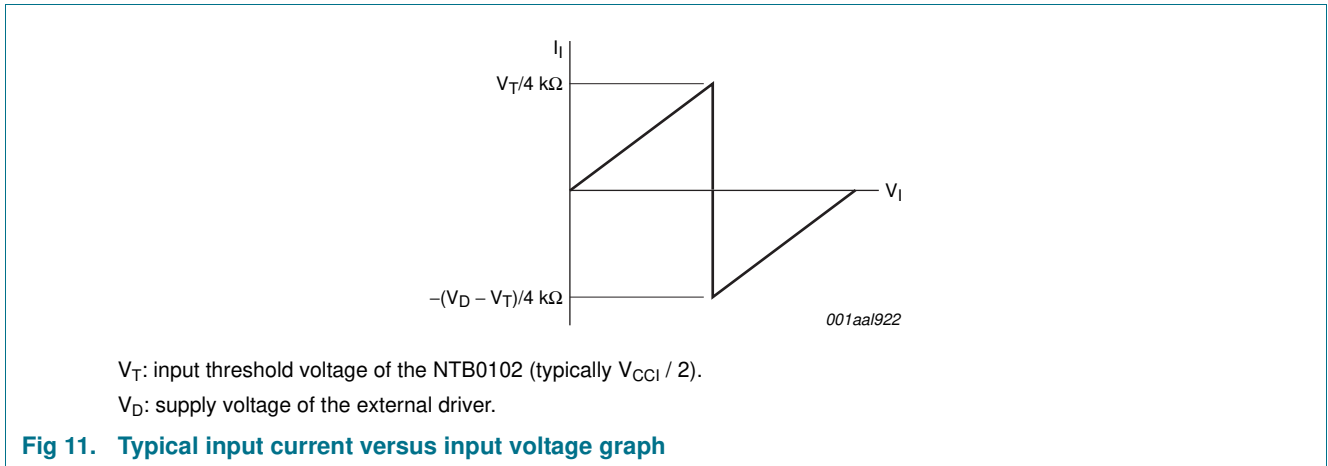 I_I
V_T/4 kΩ
V_I
−(V_D − V_T)/4 kΩ
001aal922
V_T: input threshold voltage of the NTB0102 (typically V_CCI / 2).
V_D: supply voltage of the external driver.
Fig 11. Typical input current versus input voltage graph